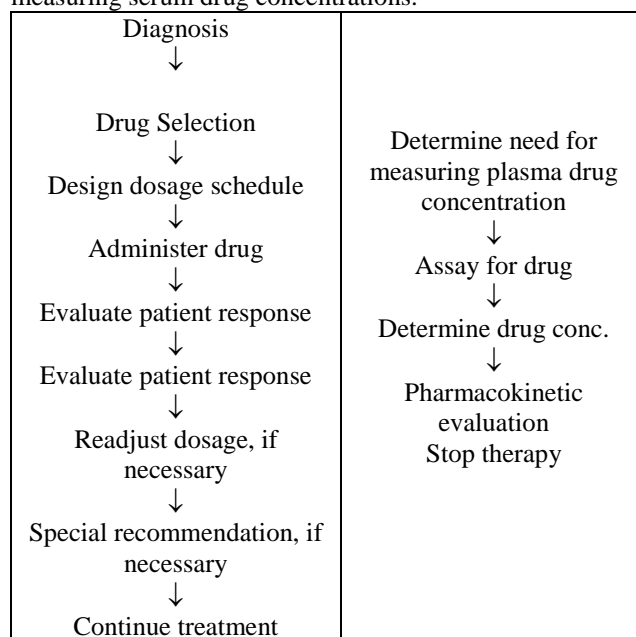 measuring serum drug concentrations.
Diagnosis
↓
Drug Selection
↓
Design dosage schedule
↓
Administer drug
↓
Evaluate patient response
↓
Evaluate patient response
↓
Readjust dosage, if
necessary
↓
Special recommendation, if
necessary
↓
Continue treatment
Determine need for
measuring plasma drug
concentration
↓
Assay for drug
↓
Determine drug conc.
↓
Pharmacokinetic
evaluation
Stop therapy